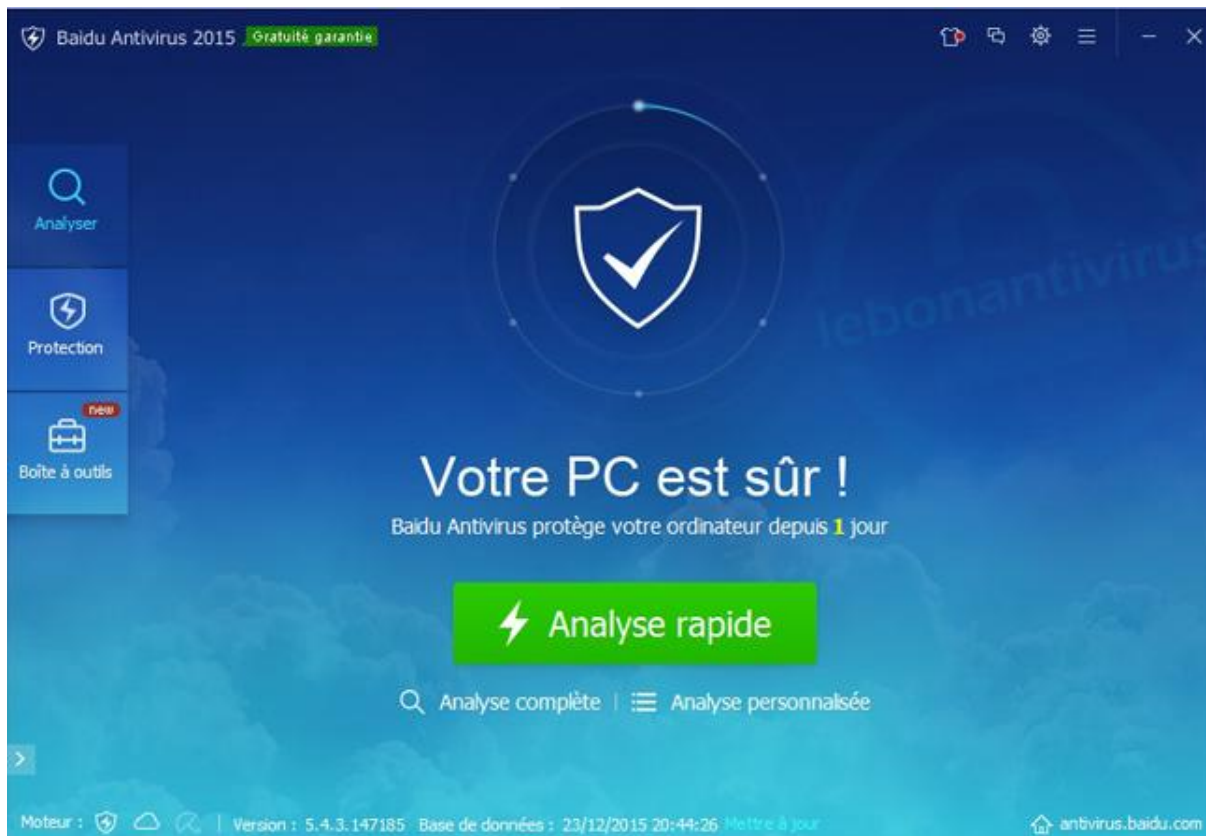 Baidu Antivirus 2015 Gratuité garantie
Analyser
Protection
new
Boîte à outils
lebonantivirus
Votre PC est sûr !
Baidu Antivirus protège votre ordinateur depuis 1 jour
Analyse rapide
Analyse complète | Analyse personnalisée
Moteur : | Version : 5.4.3.147185 Base de données : 23/12/2015 20:44:26 Mettre à jour
antivirus.baidu.com